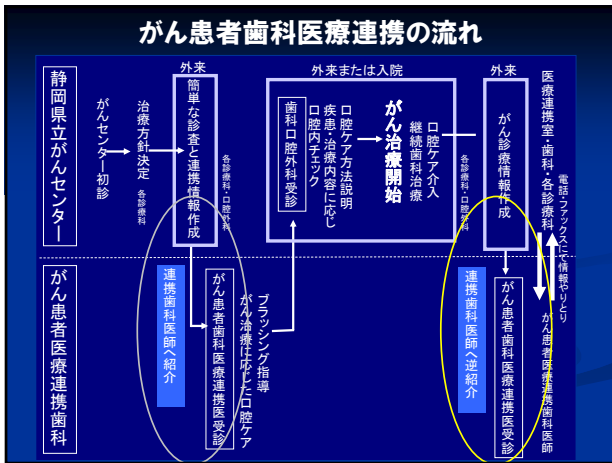 がん患者歯科医療連携の流れ
静岡県立がんセンター
がんセンター初診
治療方針決定
各診療科
外来
簡単な診査と連携情報作成
各診療科・口腔外科
外来または入院
歯科口腔外科受診
口腔ケア方法説明
疾患・治療内容に応じ
口腔内チェック
がん治療開始
口腔ケア介入
継続歯科治療
各診療科・口腔外科
外来
がん診療情報作成
医療連携室・歯科・各診療科
電話・ファックスにて情報やりとり
がん患者医療連携歯科
連携歯科医師へ紹介
がん患者歯科医療連携医受診
ブラッシング指導
がん治療に応じた口腔ケア
連携歯科医師へ逆紹介
がん患者歯科医療連携医受診
がん患者医療連携歯科医師